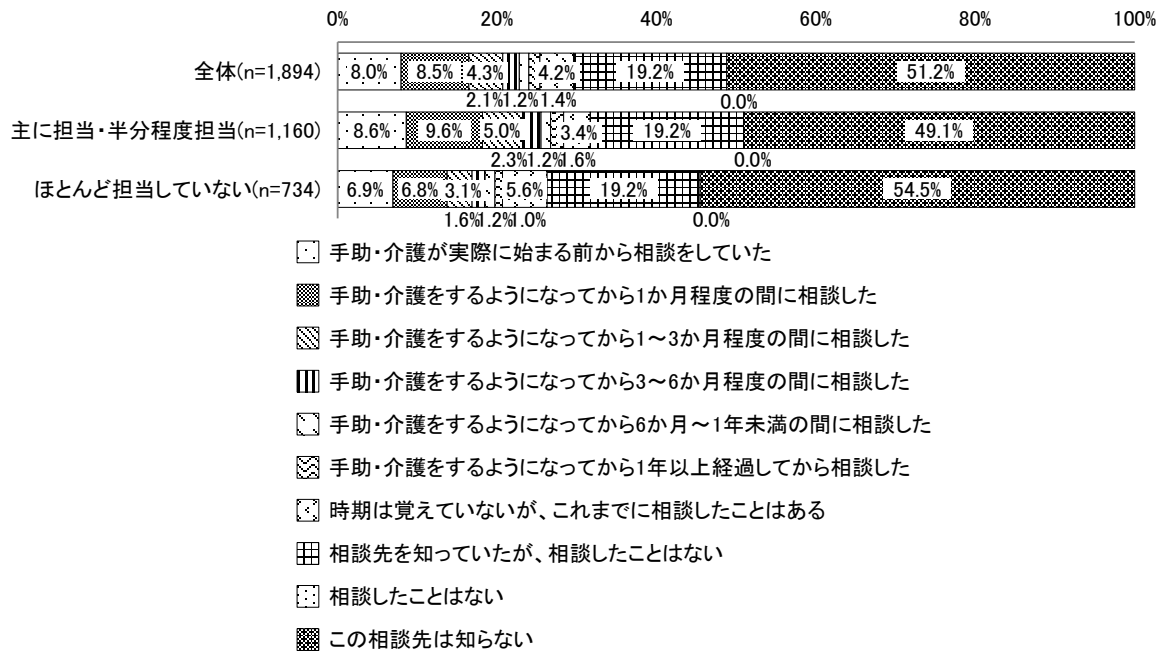 0% 20% 40% 60% 80% 100%
全体(n=1,894) 8.0% 8.5% 4.3% 4.2% 19.2% 51.2%
2.1% 1.2% 1.4% 0.0%
主に担当・半分程度担当(n=1,160) 8.6% 9.6% 5.0% 3.4% 19.2% 49.1%
2.3% 1.2% 1.6% 0.0%
ほとんど担当していない(n=734) 6.9% 6.8% 3.1% 5.6% 19.2% 54.5%
1.6% 1.2% 1.0% 0.0%
手助・介護が実際に始まる前から相談をしていた
手助・介護をするようになってから1か月程度の間に相談した
手助・介護をするようになってから1～3か月程度の間に相談した
手助・介護をするようになってから3～6か月程度の間に相談した
手助・介護をするようになってから6か月～1年未満の間に相談した
手助・介護をするようになってから1年以上経過してから相談した
時期は覚えていないが、これまでに相談したことはある
相談先を知っていたが、相談したことはない
相談したことはない
この相談先は知らない